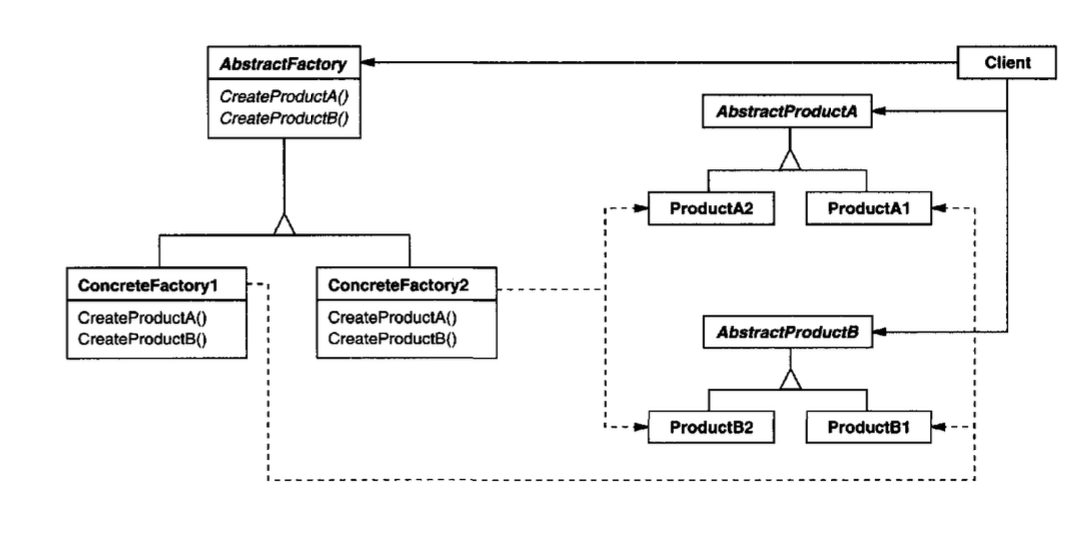 AbstractFactory
CreateProductA()
CreateProductB()
Client
AbstractProductA
ProductA2
ProductA1
ConcreteFactory1
CreateProductA()
CreateProductB()
ConcreteFactory2
CreateProductA()
CreateProductB()
AbstractProductB
ProductB2
ProductB1